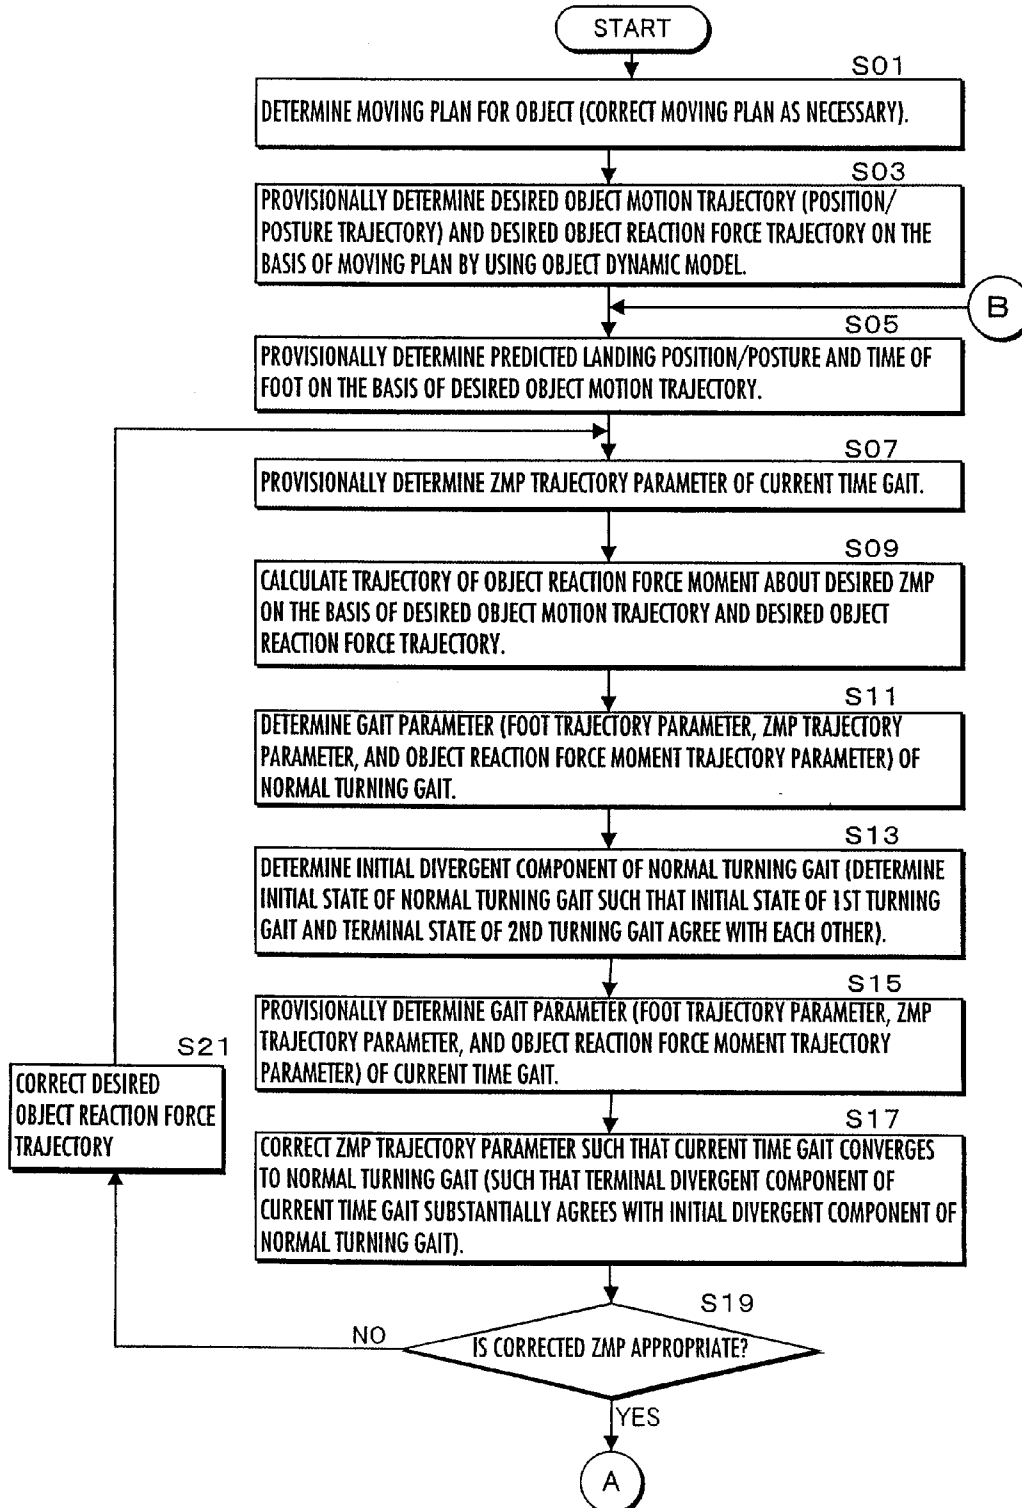 START
S01
DETERMINE MOVING PLAN FOR OBJECT (CORRECT MOVING PLAN AS NECESSARY).
S03
PROVISIONALLY DETERMINE DESIRED OBJECT MOTION TRAJECTORY (POSITION/
POSTURE TRAJECTORY) AND DESIRED OBJECT REACTION FORCE TRAJECTORY ON THE
BASIS OF MOVING PLAN BY USING OBJECT DYNAMIC MODEL.
B
S05
PROVISIONALLY DETERMINE PREDICTED LANDING POSITION/POSTURE AND TIME OF
FOOT ON THE BASIS OF DESIRED OBJECT MOTION TRAJECTORY.
S07
PROVISIONALLY DETERMINE ZMP TRAJECTORY PARAMETER OF CURRENT TIME GAIT.
S09
CALCULATE TRAJECTORY OF OBJECT REACTION FORCE MOMENT ABOUT DESIRED ZMP
ON THE BASIS OF DESIRED OBJECT MOTION TRAJECTORY AND DESIRED OBJECT
REACTION FORCE TRAJECTORY.
S11
DETERMINE GAIT PARAMETER (FOOT TRAJECTORY PARAMETER, ZMP TRAJECTORY
PARAMETER, AND OBJECT REACTION FORCE MOMENT TRAJECTORY PARAMETER) OF
NORMAL TURNING GAIT.
S13
DETERMINE INITIAL DIVERGENT COMPONENT OF NORMAL TURNING GAIT (DETERMINE
INITIAL STATE OF NORMAL TURNING GAIT SUCH THAT INITIAL STATE OF 1ST TURNING
GAIT AND TERMINAL STATE OF 2ND TURNING GAIT AGREE WITH EACH OTHER).
S15
PROVISIONALLY DETERMINE GAIT PARAMETER (FOOT TRAJECTORY PARAMETER, ZMP
TRAJECTORY PARAMETER, AND OBJECT REACTION FORCE MOMENT TRAJECTORY
PARAMETER) OF CURRENT TIME GAIT.
S21
CORRECT DESIRED
OBJECT REACTION FORCE
TRAJECTORY
S17
CORRECT ZMP TRAJECTORY PARAMETER SUCH THAT CURRENT TIME GAIT CONVERGES
TO NORMAL TURNING GAIT (SUCH THAT TERMINAL DIVERGENT COMPONENT OF
CURRENT TIME GAIT SUBSTANTIALLY AGREES WITH INITIAL DIVERGENT COMPONENT OF
NORMAL TURNING GAIT).
S19
NO
IS CORRECTED ZMP APPROPRIATE?
YES
A